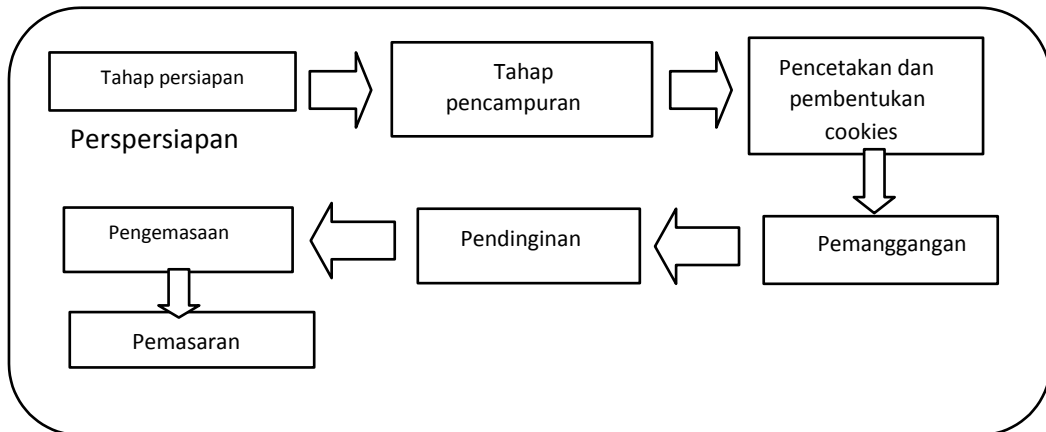 Tahap persiapan
Perspersiapan
Tahap
pencampuran
Pencetakan dan
pembentukan
cookies
Pemanggangan
Pendinginan
Pengemasaan
Pemasaran